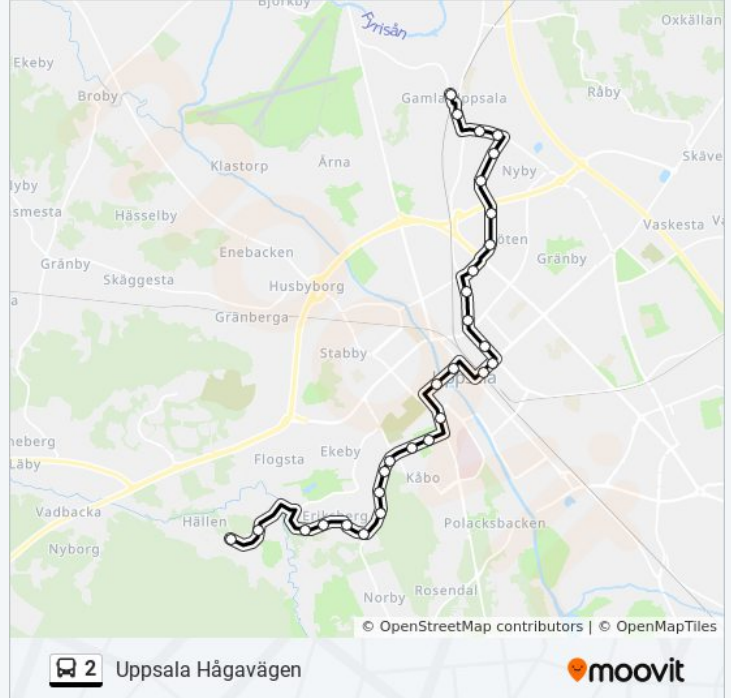 Björkby
Fyrisån
Oxkällan
Ekeby
Broby
Gamla Uppsala
Råby
Klastorp
Ärna
Nyby
Skäve
lyby
smesta
Hässelby
Vaskesta
Enebacken
Gränby
Gränby
Skäggesta
Husbyborg
Gränberga
Stabby
Uppsala
neberg
Läby
Flogsta
Ekeby
Kåbo
Vadbacka
Hällen
Eriksberg
Polacksbacken
Nyborg
Norby
Rosendal
© OpenStreetMap contributors | © OpenMapTiles
2 Uppsala Hågavägen
moovit